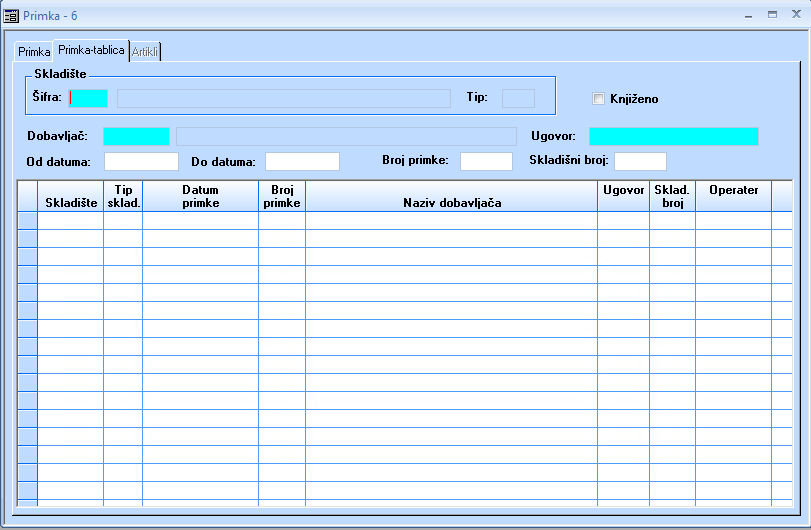 Primka - 6
Primka Primka-tablica Artikli
Skladište
Šifra: Tip: Knjiženo
Dobavljač: Ugovor:
Od datuma: Do datuma: Broj primke: Skladišni broj:
Skladište Tip sklad. Datum primke Broj primke Naziv dobavljača Ugovor Sklad. broj Operater